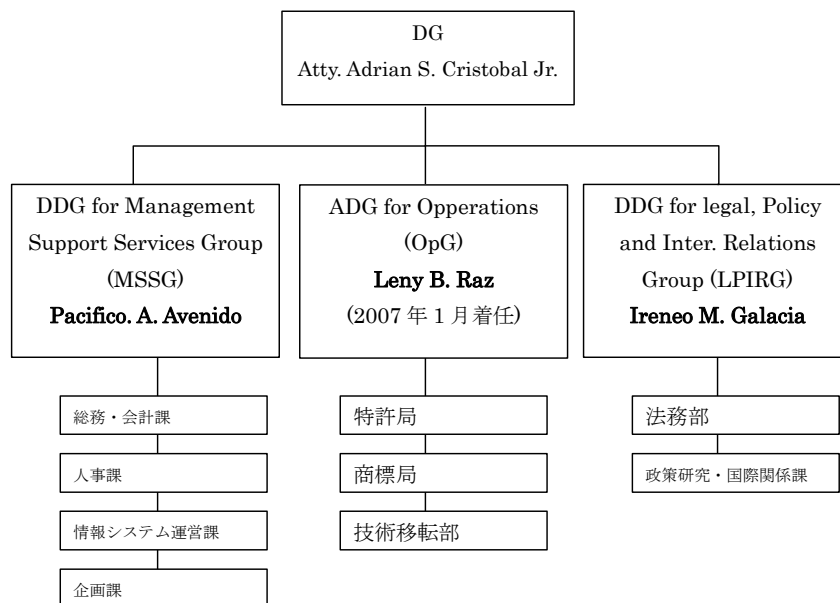 DG
Atty. Adrian S. Cristobal Jr.
DDG for Management
Support Services Group
(MSSG)
Pacifico. A. Avenido
ADG for Opperations
(OpG)
Leny B. Raz
(2007 年 1 月着任)
DDG for legal, Policy
and Inter. Relations
Group (LPIRG)
Ireneo M. Galacia
総務・会計課
人事課
情報システム運営課
企画課
特許局
商標局
技術移転部
法務部
政策研究・国際関係課